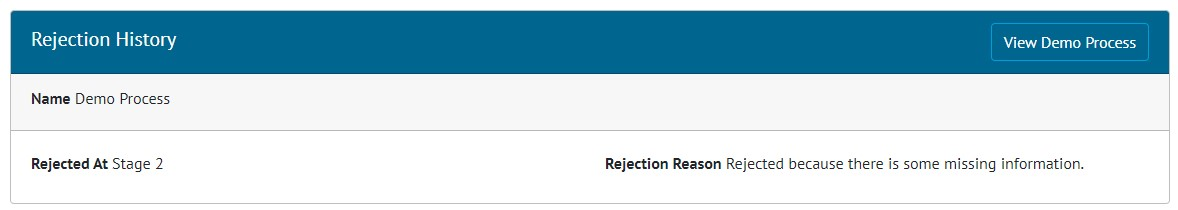 Rejection History
View Demo Process
Name Demo Process
Rejected At Stage 2
Rejection Reason Rejected because there is some missing information.